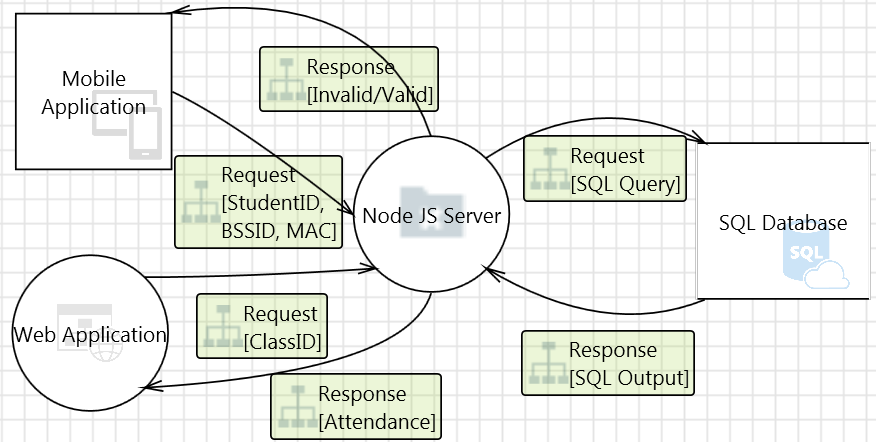 Mobile
Application
Response
[Invalid/Valid]
Request
[StudentID,
BSSID, MAC]
Node JS Server
Request
[SQL Query]
SQL Database
SQL
Web Application
Request
[ClassID]
Response
[SQL Output]
Response
[Attendance]